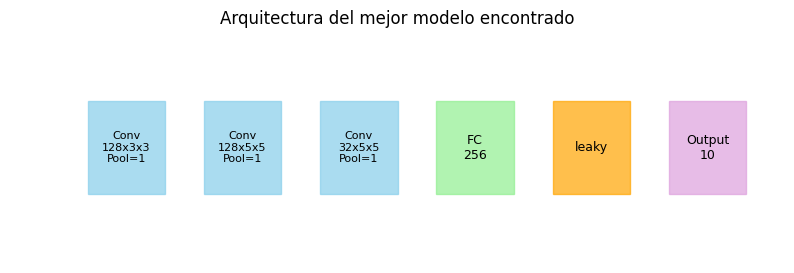 Arquitectura del mejor modelo encontrado
Conv
128x3x3
Pool=1
Conv
128x5x5
Pool=1
Conv
32x5x5
Pool=1
FC
256
leaky
Output
10